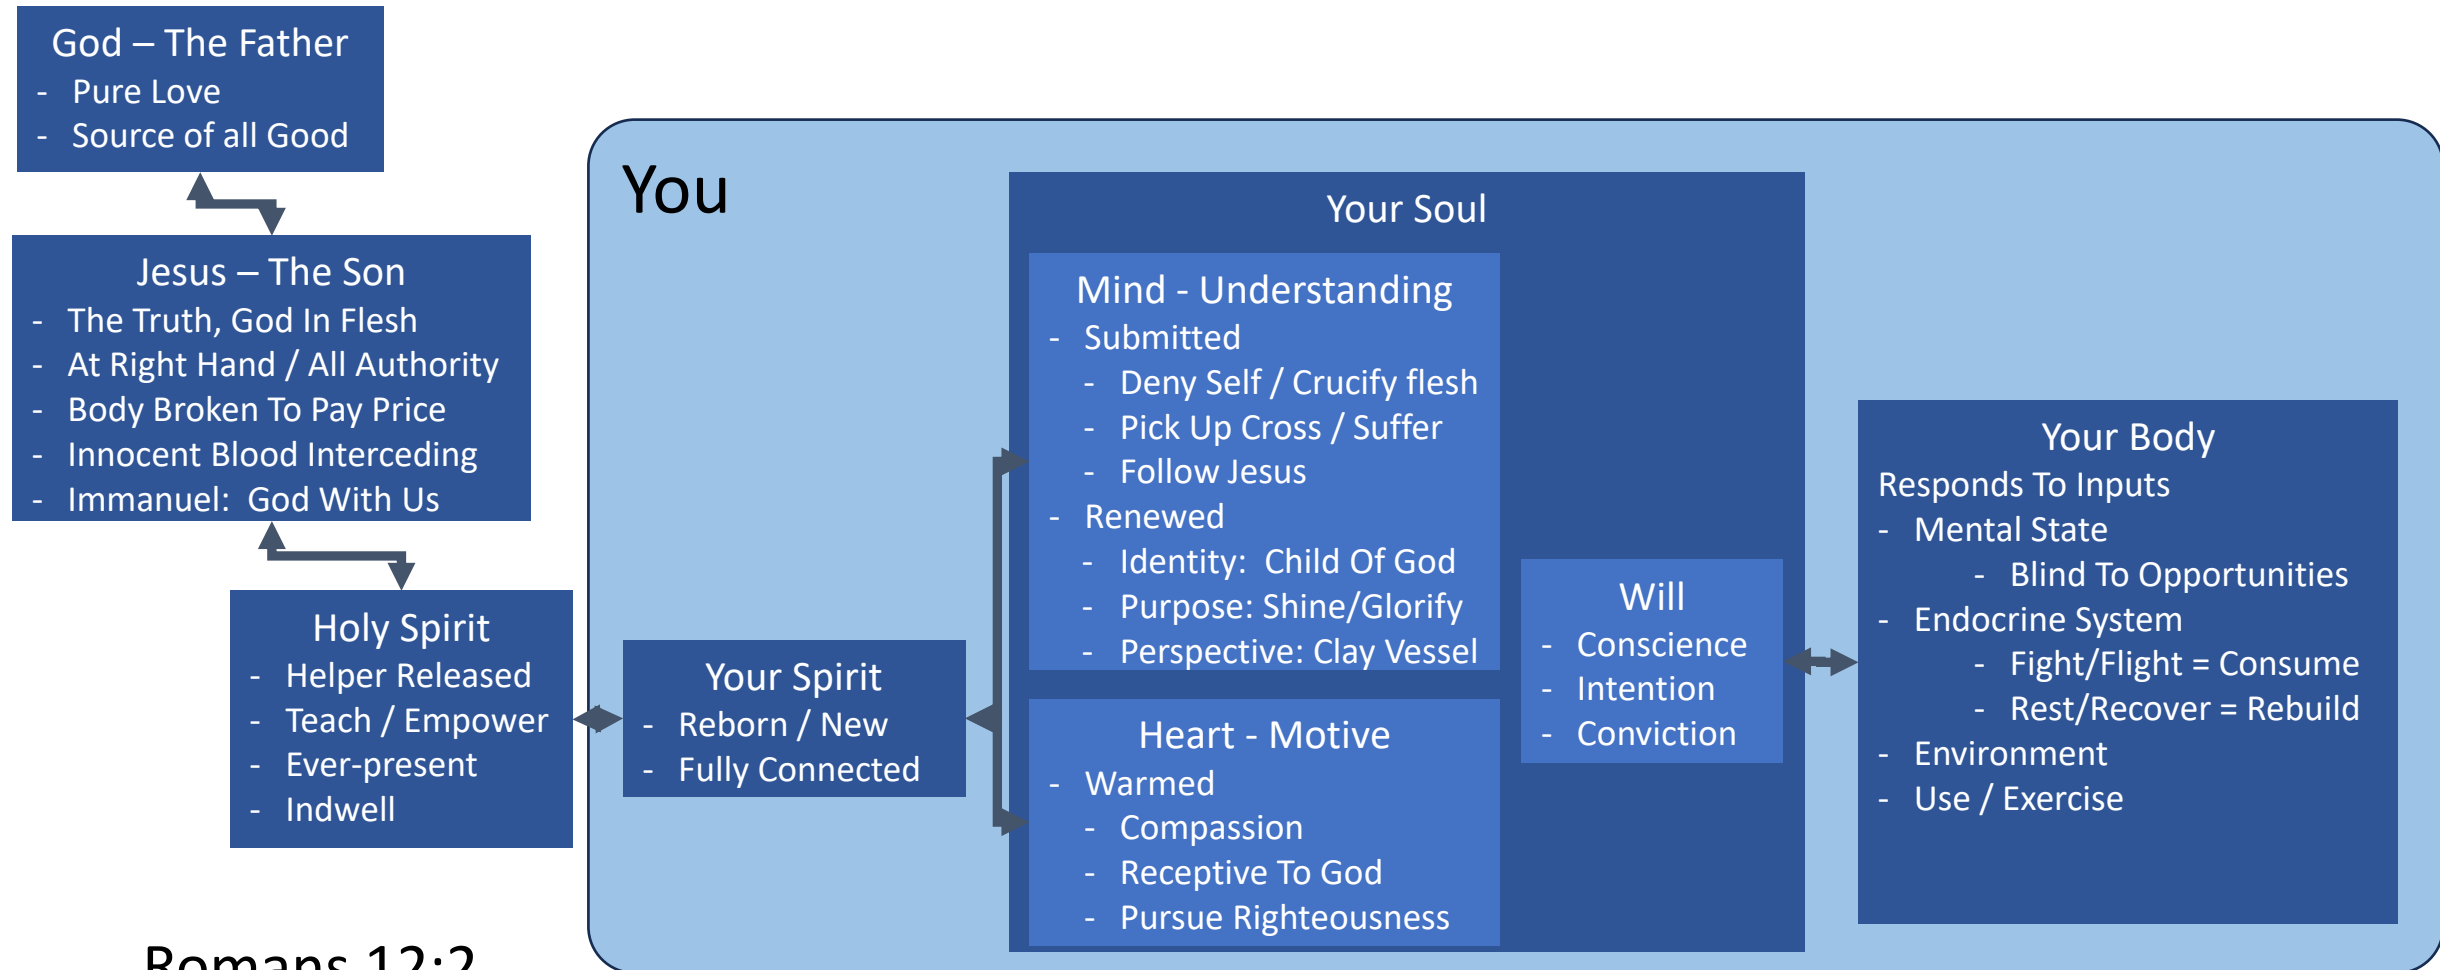 God – The Father
- Pure Love
- Source of all Good
Jesus – The Son
- The Truth, God In Flesh
- At Right Hand / All Authority
- Body Broken To Pay Price
- Innocent Blood Interceding
- Immanuel:  God With Us
Holy Spirit
- Helper Released
- Teach / Empower
- Ever-present
- Indwell
Romans 12:2
You
Your Spirit
- Reborn / New
- Fully Connected
Your Soul
Mind - Understanding
- Submitted
- Deny Self / Crucify flesh
- Pick Up Cross / Suffer
- Follow Jesus
- Renewed
- Identity:  Child Of God
- Purpose: Shine/Glorify
- Perspective: Clay Vessel
Heart - Motive
- Warmed
- Compassion
- Receptive To God
- Pursue Righteousness
Will
- Conscience
- Intention
- Conviction
Your Body
Responds To Inputs
- Mental State
- Blind To Opportunities
- Endocrine System
- Fight/Flight = Consume
- Rest/Recover = Rebuild
- Environment
- Use / Exercise